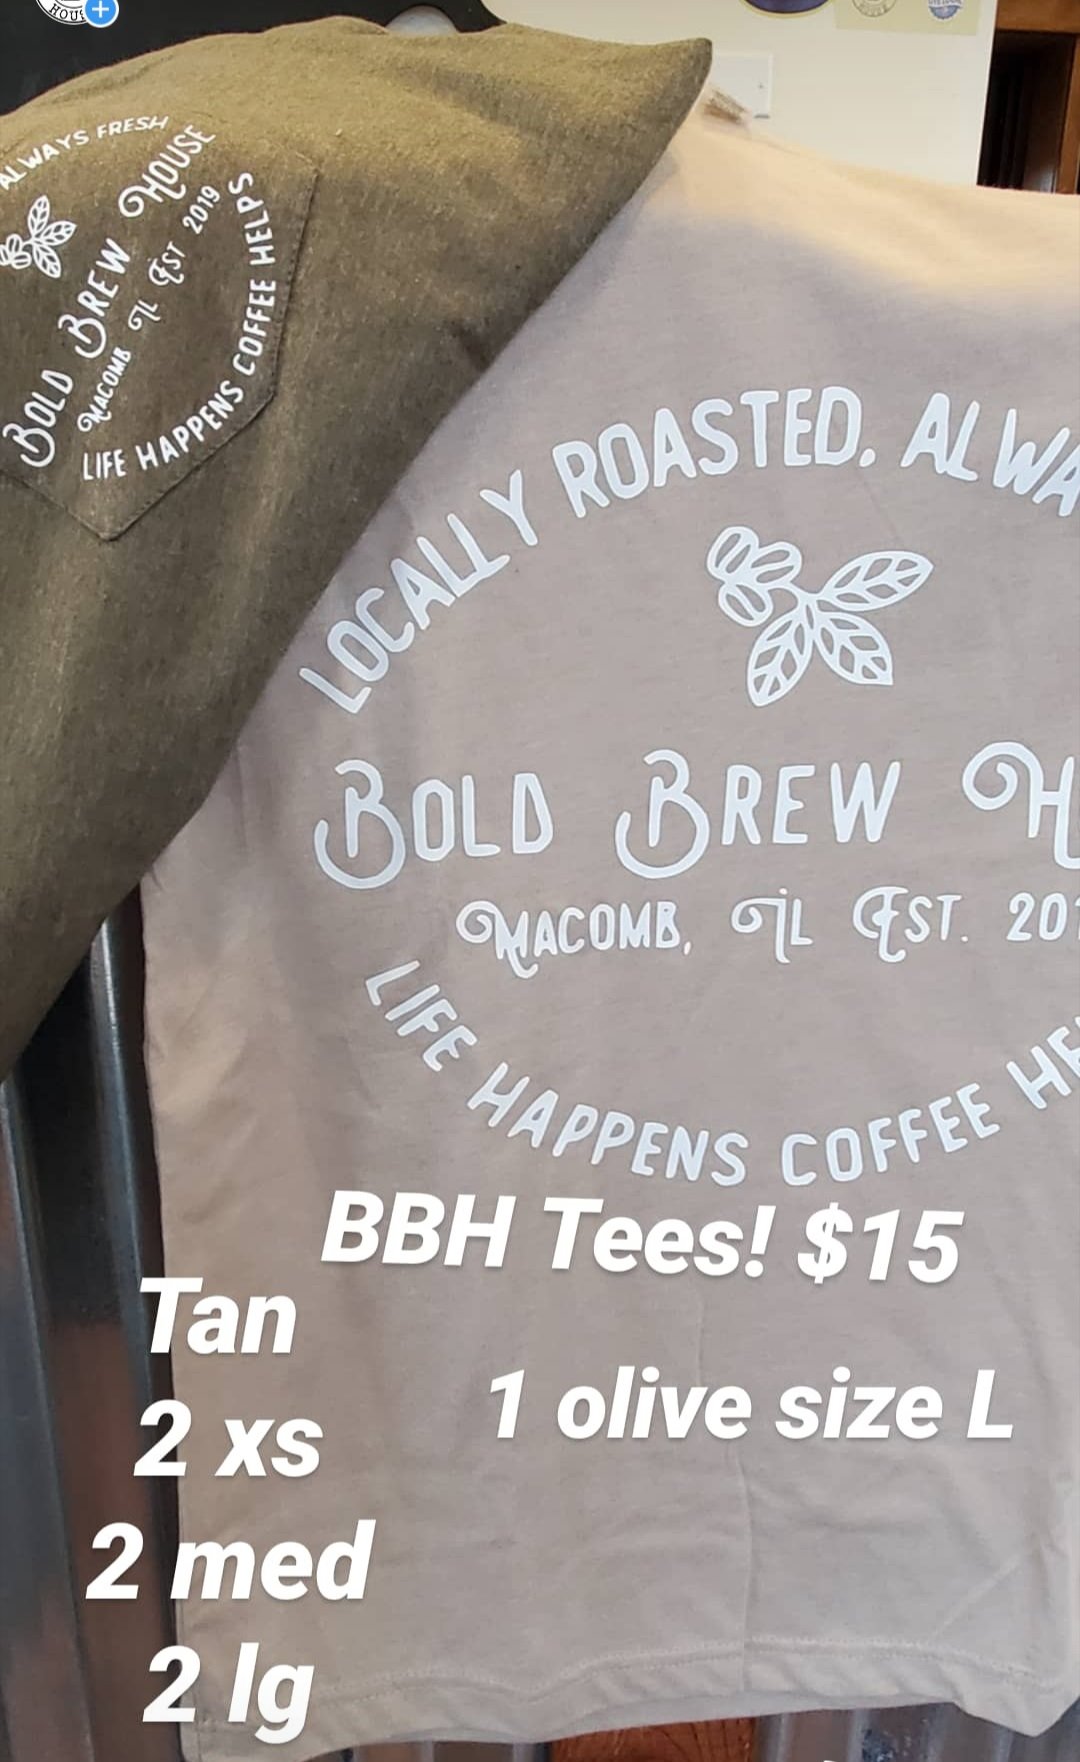 HOUSE
ALWAYS FRESH
BOLD BREW HOUSE
MACOMB IL EST 2019
LIFE HAPPENS COFFEE HELPS
LOCALLY ROASTED. ALWA
BOLD BREW H
MACOMB, IL EST. 201
LIFE HAPPENS COFFEE HE
BBH Tees! $15
Tan
1 olive size L
2 xs
2 med
2 lg